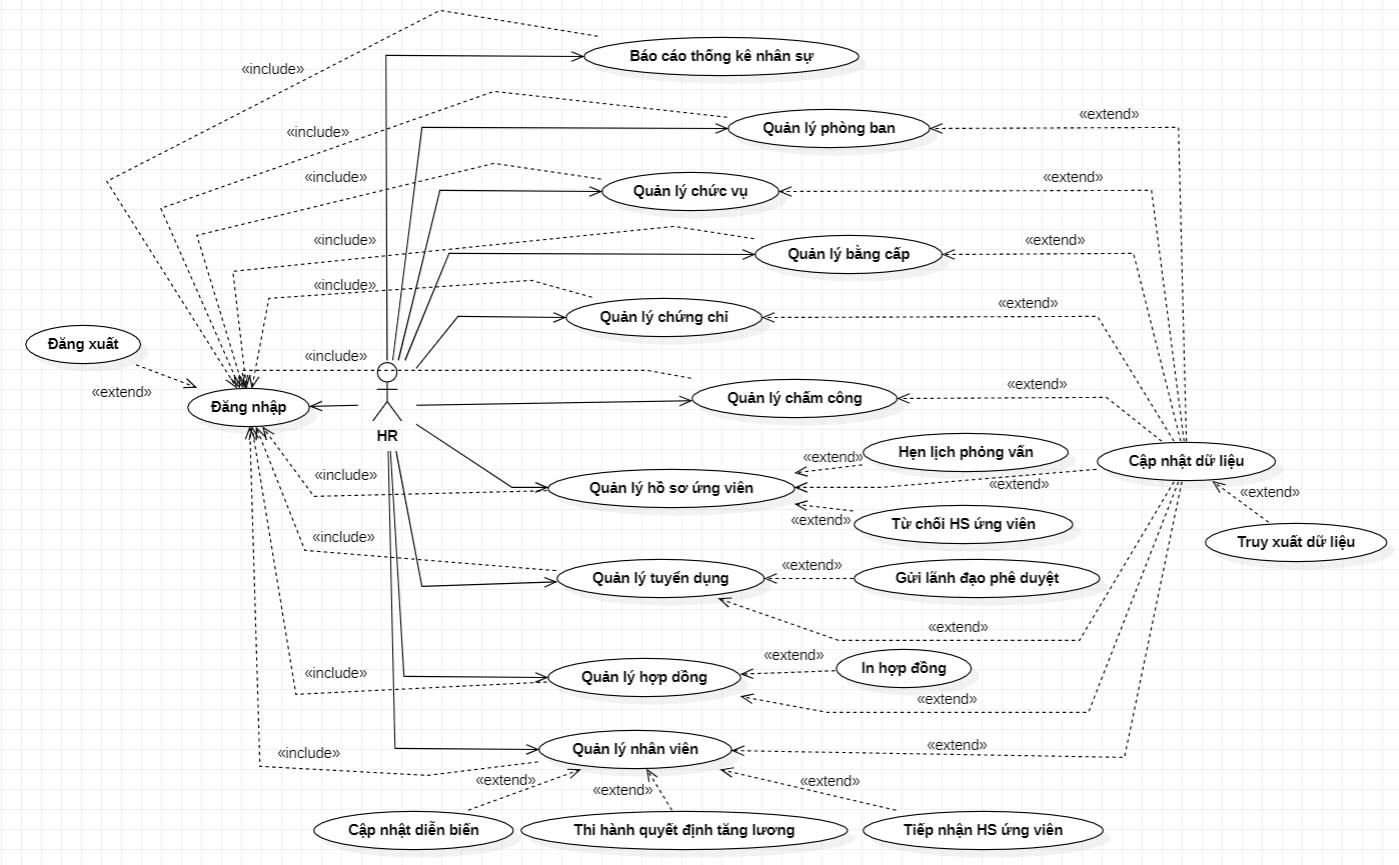 Báo cáo thống kê nhân sự
«include»
«extend»
Quản lý phòng ban
«include»
«include»
«extend»
Quản lý chức vụ
«include»
«extend»
Quản lý bằng cấp
«include»
«extend»
Quản lý chứng chỉ
Đăng xuất
«include»
«extend»
«extend»
Quản lý chấm công
Đăng nhập
HR
Hẹn lịch phỏng vấn
«extend»
Cập nhật dữ liệu
«include»
Quản lý hồ sơ ứng viên
«extend»
«extend»
«extend»
Từ chối HS ứng viên
«include»
Truy xuất dữ liệu
«extend»
Quản lý tuyển dụng
Gửi lãnh đạo phê duyệt
«extend»
«extend»
In hợp đồng
«include»
Quản lý hợp dồng
«extend»
«extend»
Quản lý nhân viên
«include»
«extend»
«extend»
«extend»
Cập nhật diễn biến
Thi hành quyết định tăng lương
Tiếp nhận HS ứng viên